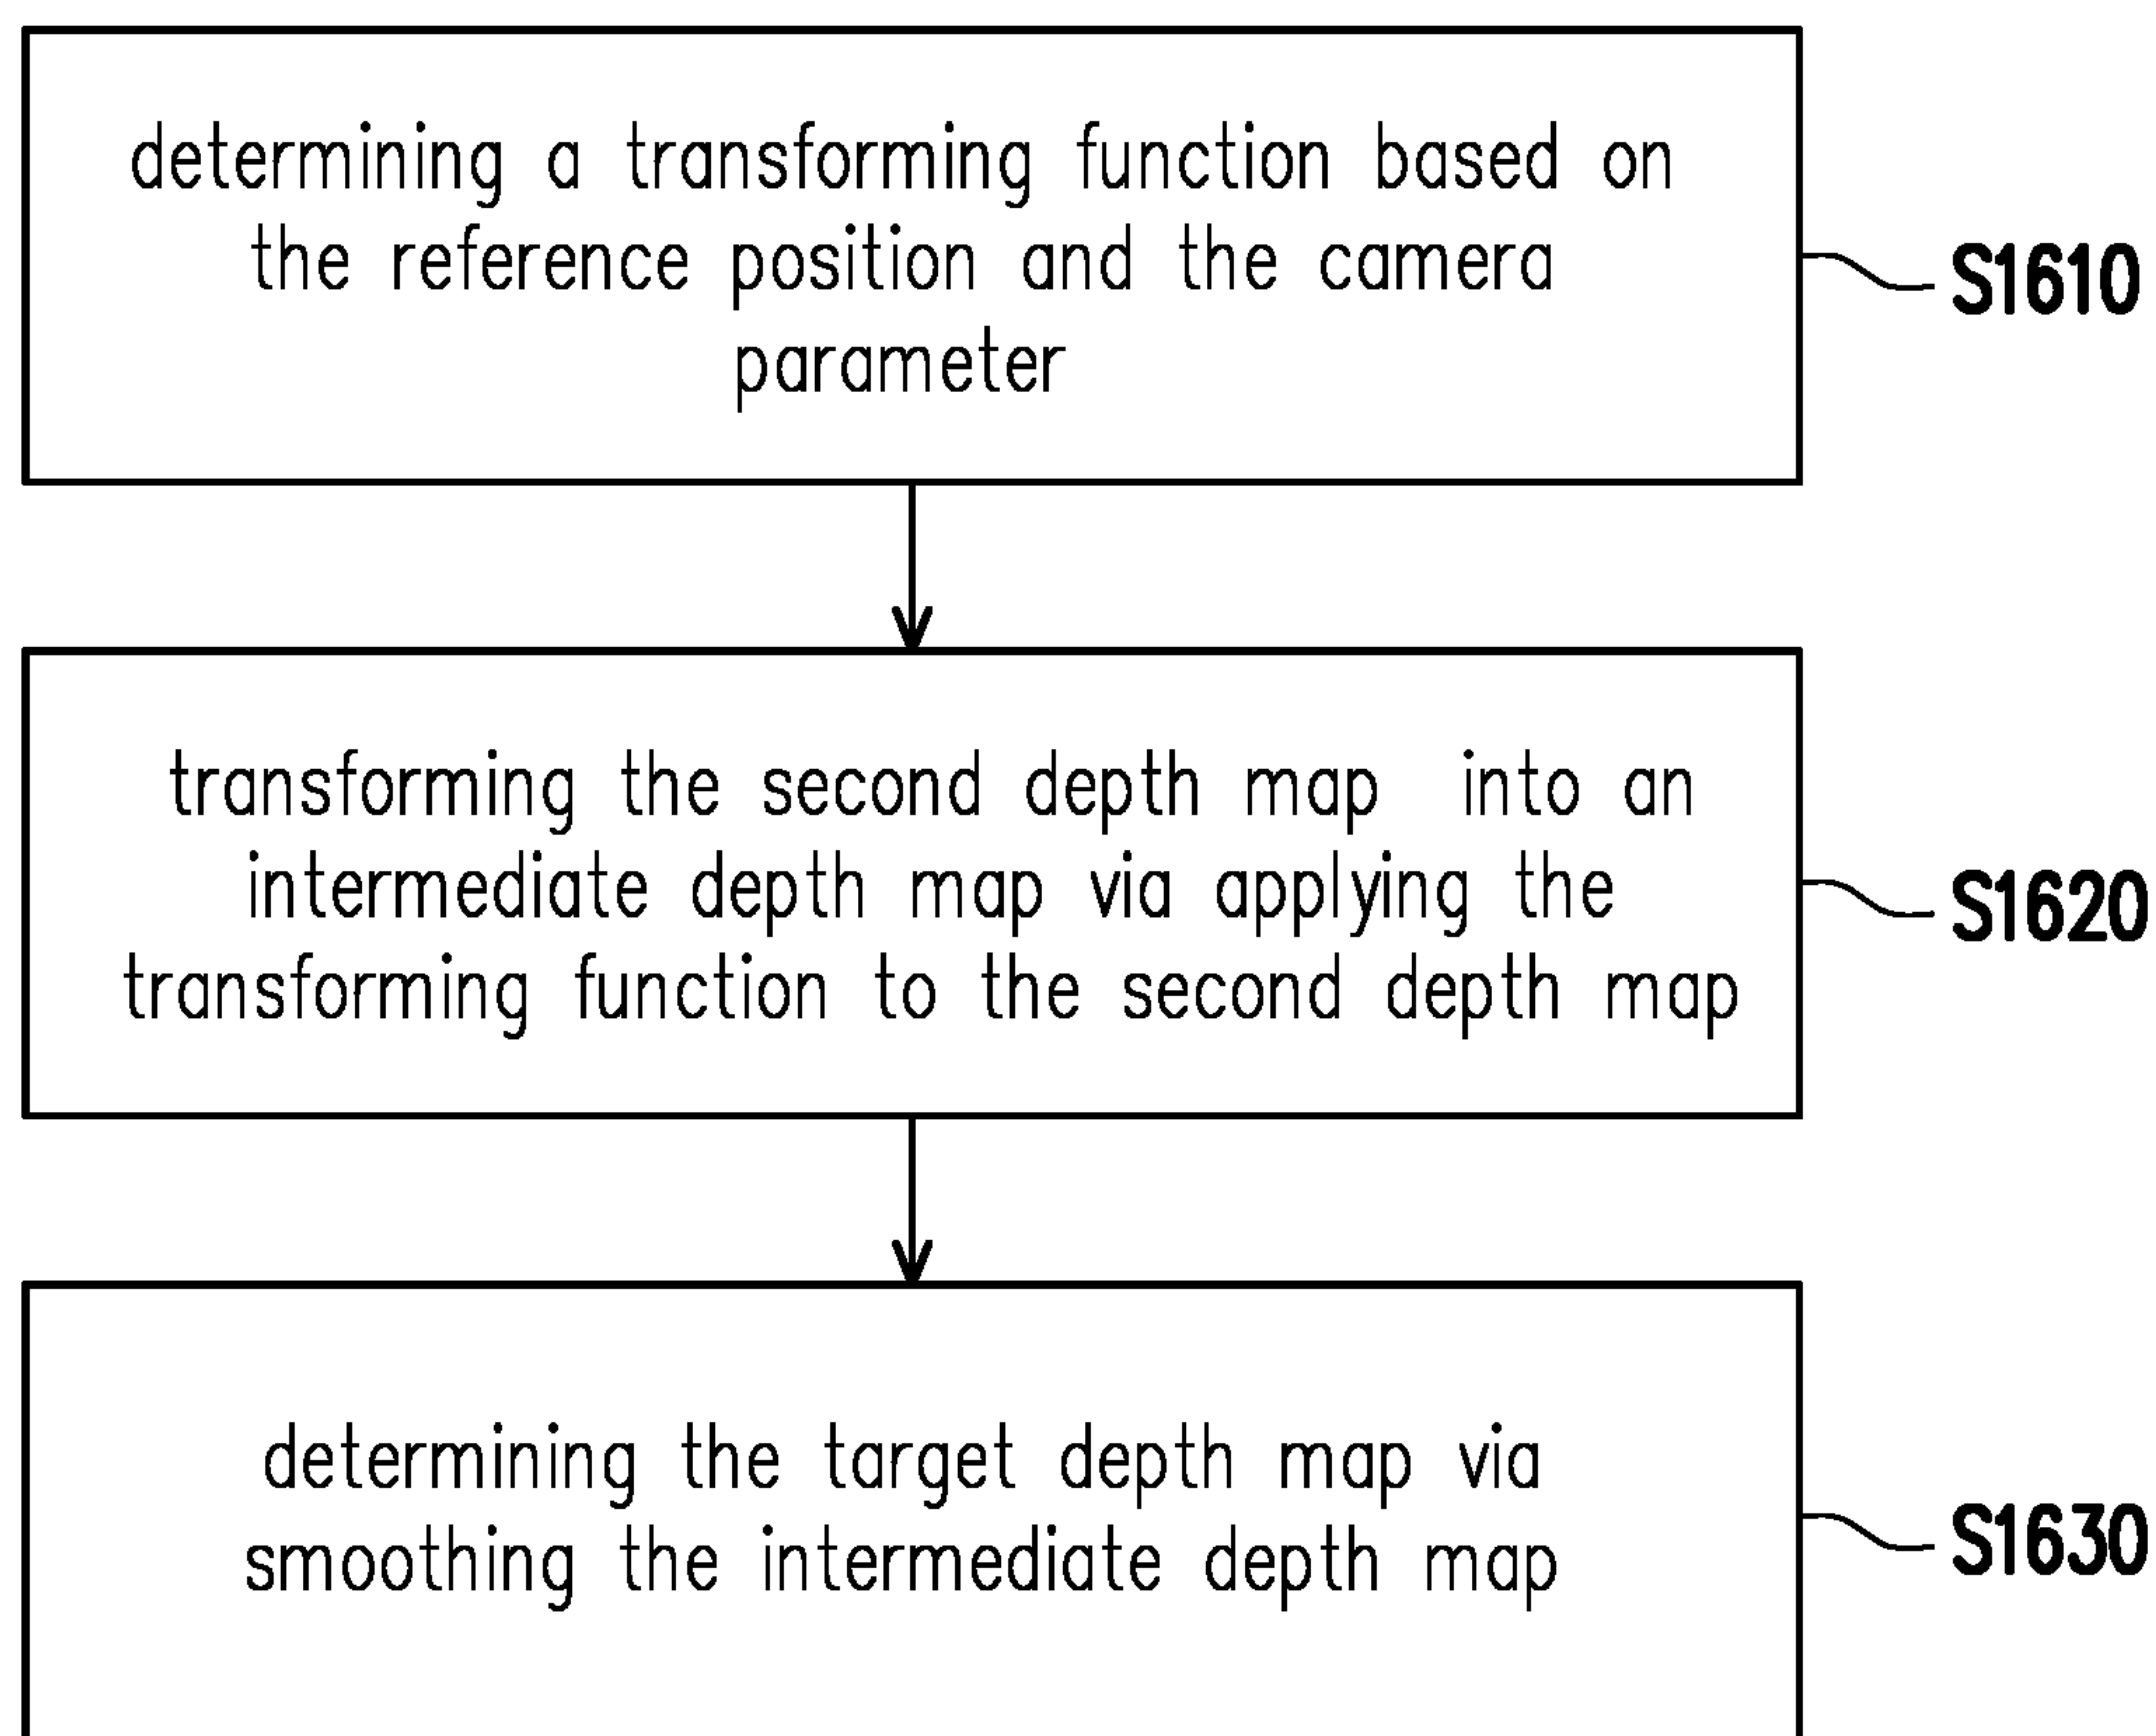 determining a transforming function based on
the reference position and the camera
parameter
S1610
transforming the second depth map into an
intermediate depth map via applying the
transforming function to the second depth map
S1620
determining the target depth map via
smoothing the intermediate depth map
S1630